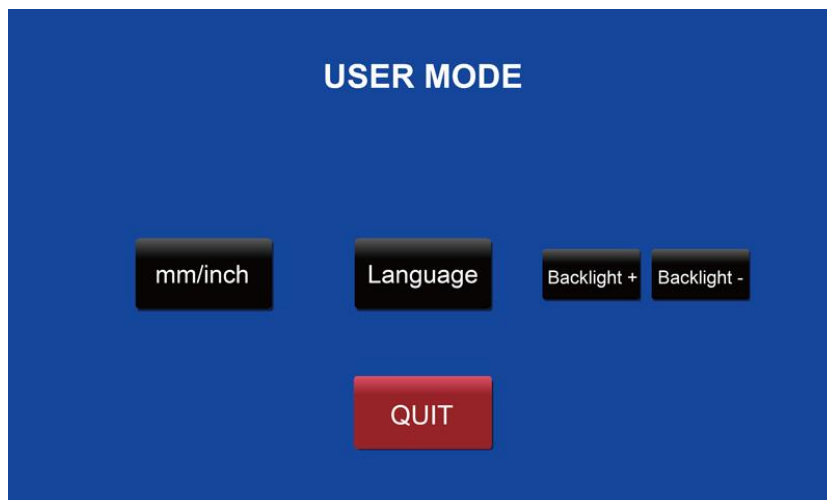 USER MODE
mm/inch
Language
Backlight +
Backlight -
QUIT